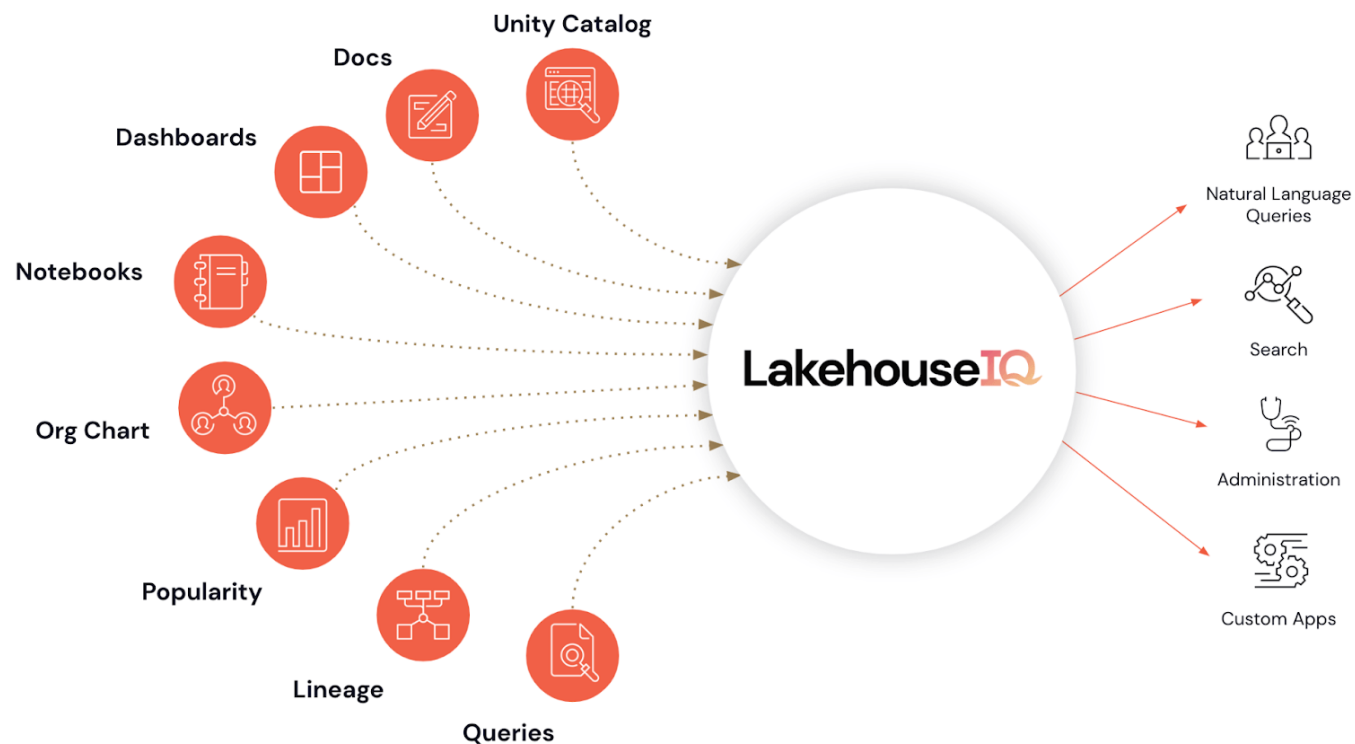 Unity Catalog
Docs
Dashboards
Notebooks
Org Chart
Popularity
Lineage
Queries
LakehouseIQ
Natural Language
Queries
Search
Administration
Custom Apps